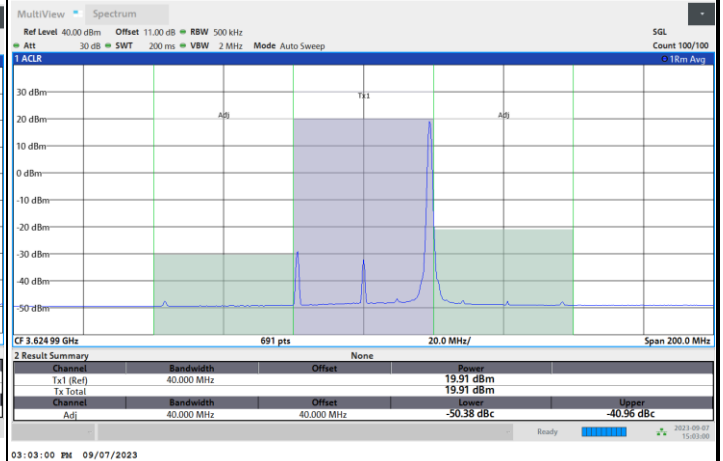 MultiView Spectrum
Ref Level 40.00 dBm Offset 11.00 dB RBW 500 kHz SGL
Att 30 dB SWT 200 ms VBW 2 MHz Mode Auto Sweep Count 100/100
1 ACLR 1Rm Avg
30 dBm
Tx1
20 dBm Adj Adj
10 dBm
0 dBm
-10 dBm
-20 dBm
-30 dBm
-40 dBm
-50 dBm
CF 3.624 99 GHz 691 pts 20.0 MHz/ Span 200.0 MHz
2 Result Summary None
Channel Bandwidth Offset Power
Tx1 (Ref) 40.000 MHz 19.91 dBm
Tx Total 19.91 dBm
Channel Bandwidth Offset Lower Upper
Adj 40.000 MHz 40.000 MHz -50.38 dBc -40.96 dBc
Ready 2023-09-07
15:03:00
03:03:00 PM 09/07/2023